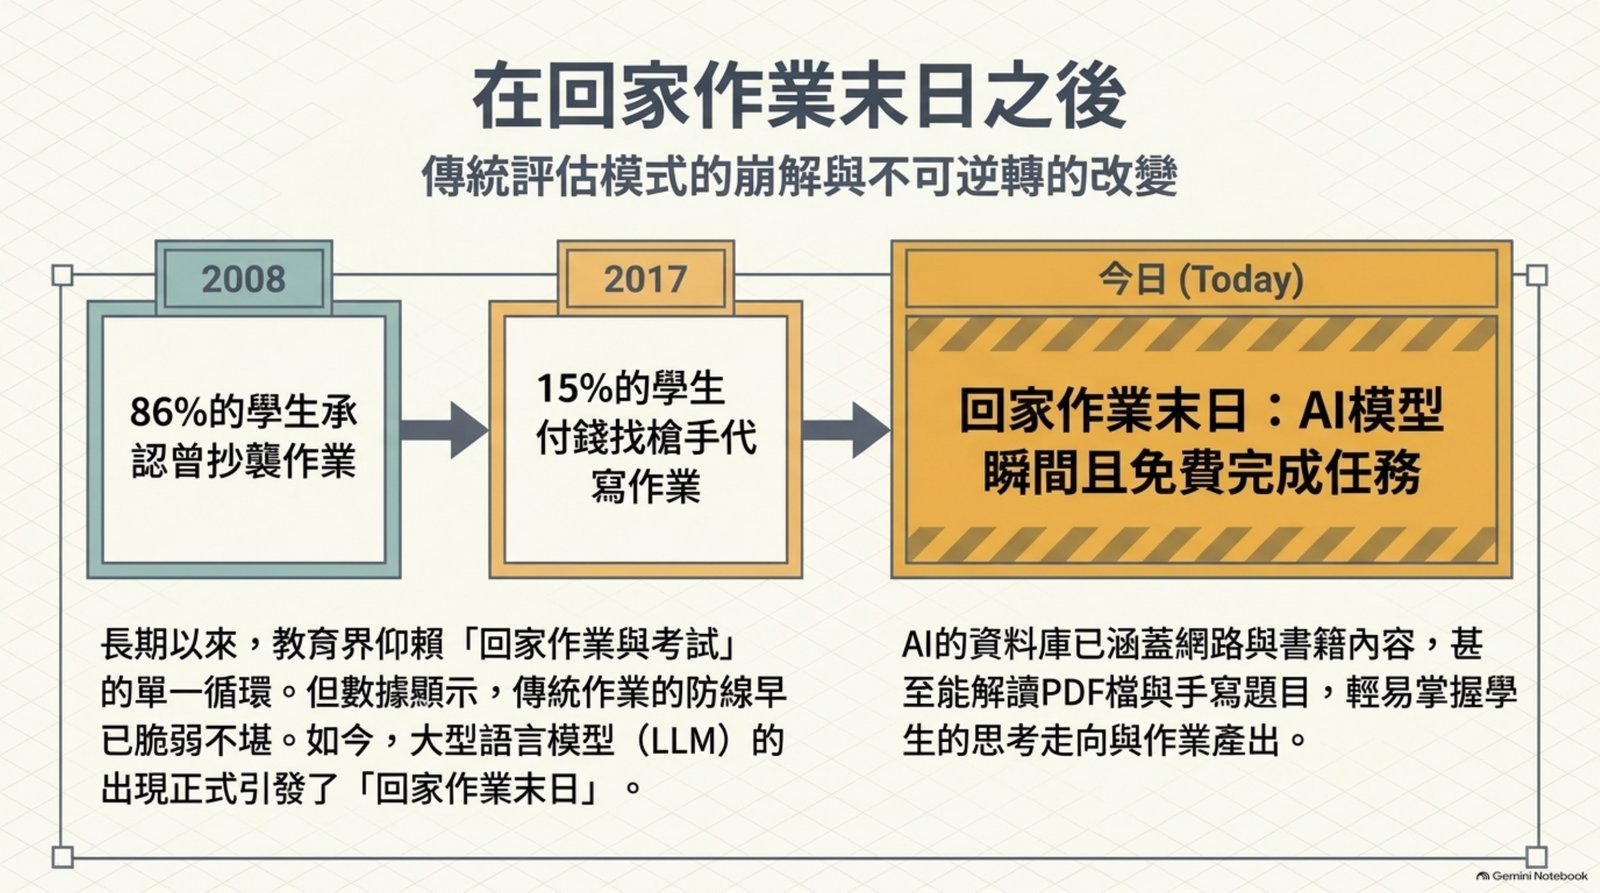 在回家作業末日之後
傳統評估模式的崩解與不可逆轉的改變
2008
86%的學生承
認曾抄襲作業
2017
15%的學生
付錢找槍手代
寫作業
今日 (Today)
回家作業末日：AI模型
瞬間且免費完成任務
長期以來，教育界仰賴「回家作業與考試」
的單一循環。但數據顯示，傳統作業的防線早
已脆弱不堪。如今，大型語言模型（LLM）的
出現正式引發了「回家作業末日」。
AI的資料庫已涵蓋網路與書籍內容，甚
至能解讀PDF檔與手寫題目，輕易掌握學
生的思考走向與作業產出。
Gemini Notebook